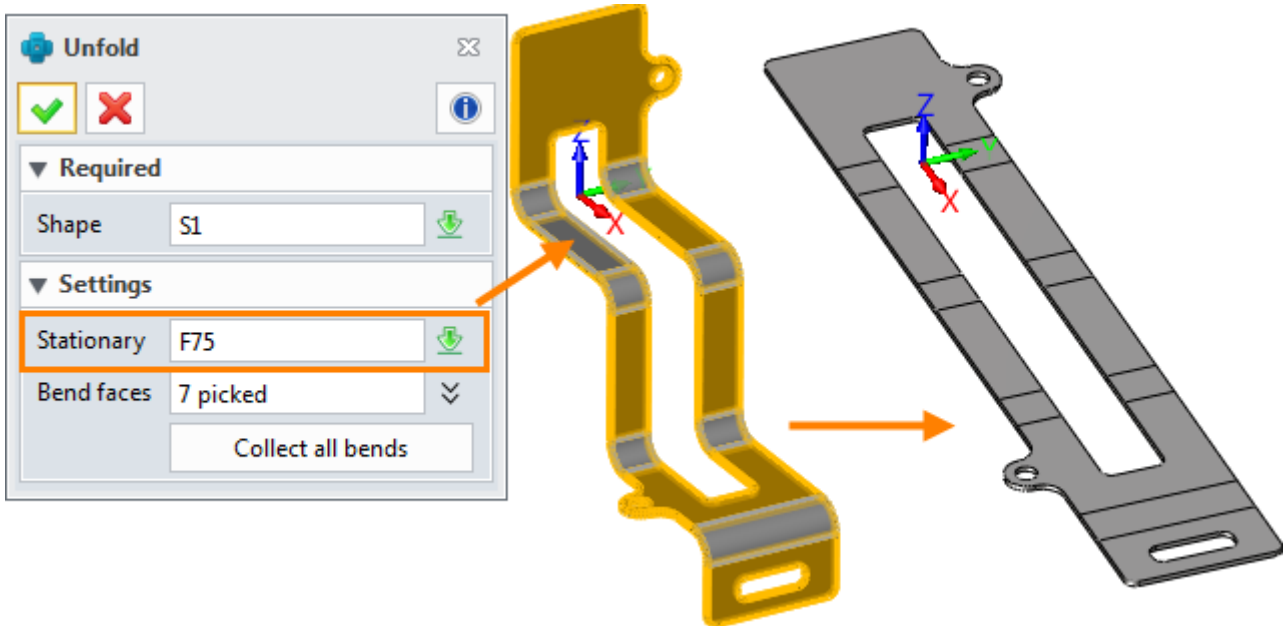 Unfold
Required
Shape S1
Settings
Stationary F75
Bend faces 7 picked
Collect all bends
Z
X
Z
Y
X